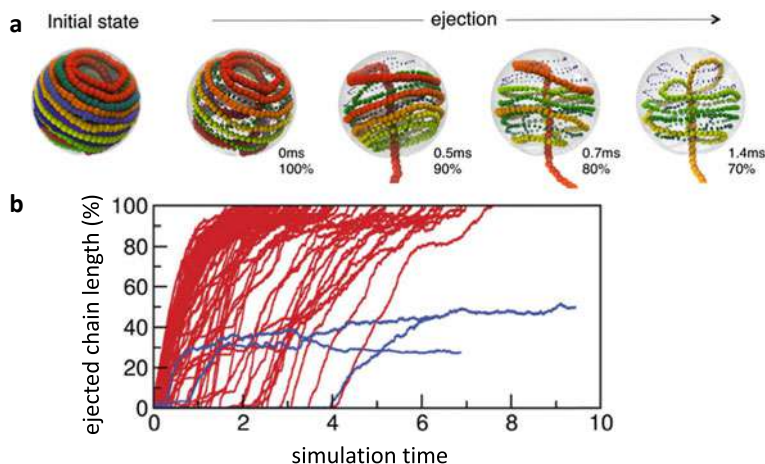 a
Initial state
ejection
0ms
100%
0.5ms
90%
0.7ms
80%
1.4ms
70%
b
ejected chain length (%)
100
80
60
40
20
0
0 2 4 6 8 10
simulation time